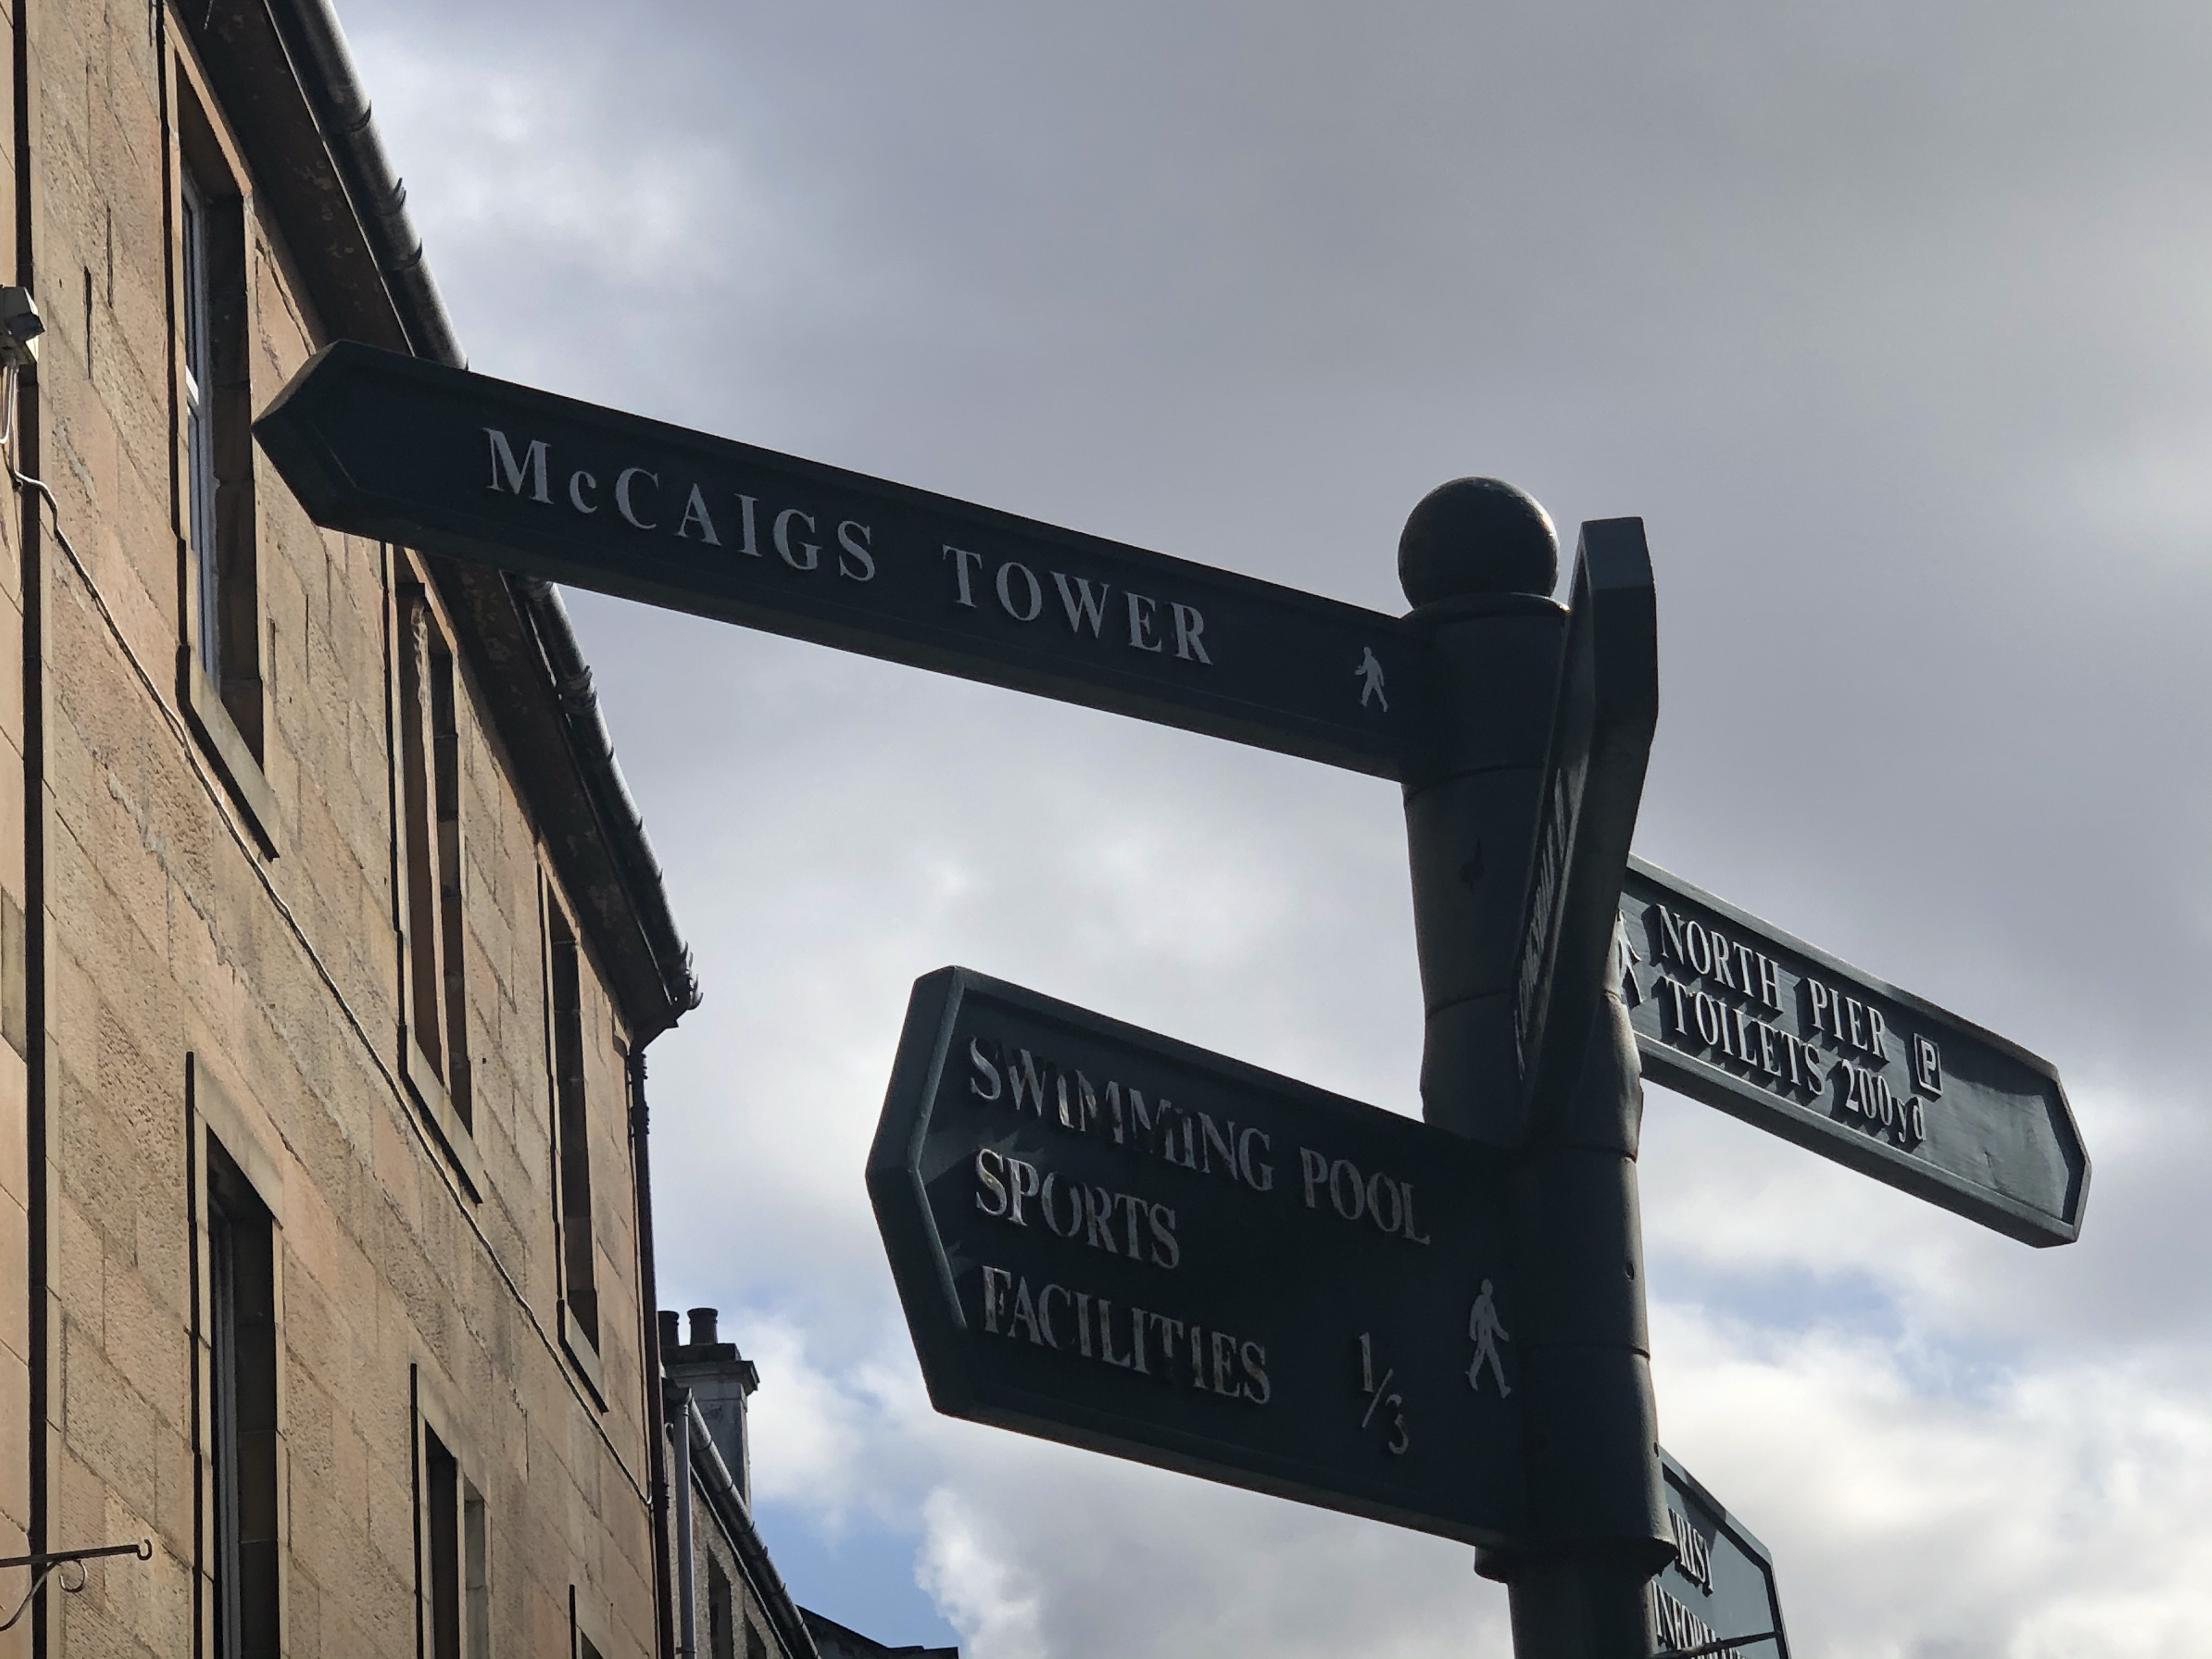 McCAIGS TOWER
NORTH PIER P
TOILETS 200yd
SWIMMING POOL
SPORTS
FACILITIES 1/3